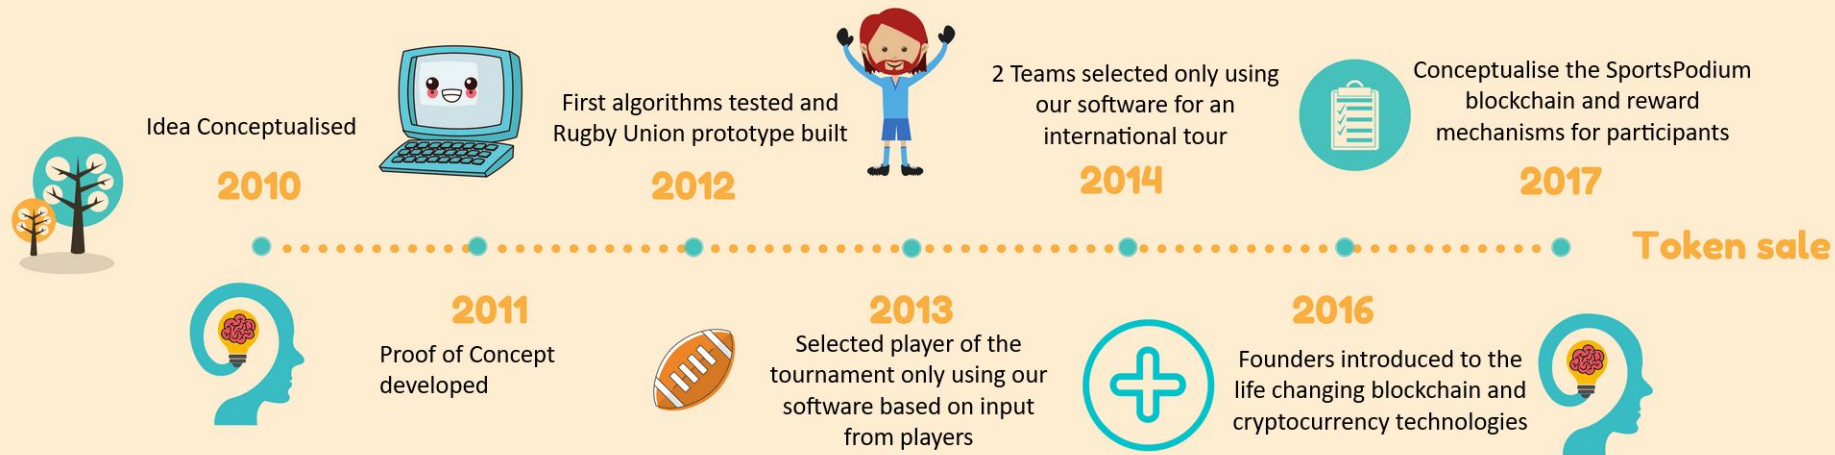 Idea Conceptualised
2010
2011
Proof of Concept
developed
First algorithms tested and
Rugby Union prototype built
2012
2013
Selected player of the
tournament only using our
software based on input
from players
2 Teams selected only using
our software for an
international tour
2014
2016
Founders introduced to the
life changing blockchain and
cryptocurrency technologies
Conceptualise the SportsPodium
blockchain and reward
mechanisms for participants
2017
Token sale